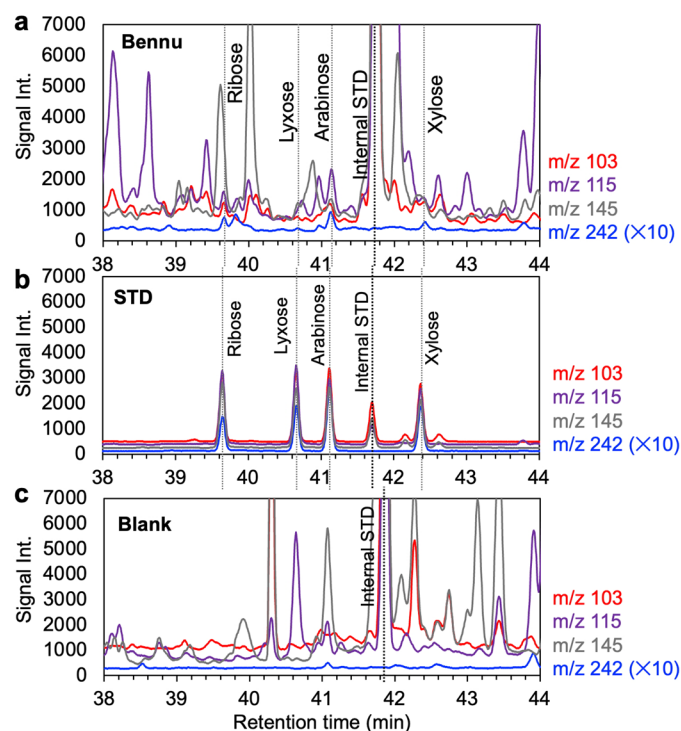 a
7000
6000
5000
4000
3000
2000
1000
0
Signal Int.
Bennu
Ribose
Lyxose
Arabinose
Internal STD
Xylose
m/z 103
m/z 115
m/z 145
m/z 242 (×10)
38 39 40 41 42 43 44
b
7000
6000
5000
4000
3000
2000
1000
0
Signal Int.
STD
Ribose
Lyxose
Arabinose
Internal STD
Xylose
m/z 103
m/z 115
m/z 145
m/z 242 (×10)
38 39 40 41 42 43 44
c
7000
6000
5000
4000
3000
2000
1000
0
Signal Int.
Blank
Internal STD
m/z 103
m/z 115
m/z 145
m/z 242 (×10)
38 39 40 41 42 43 44
Retention time (min)